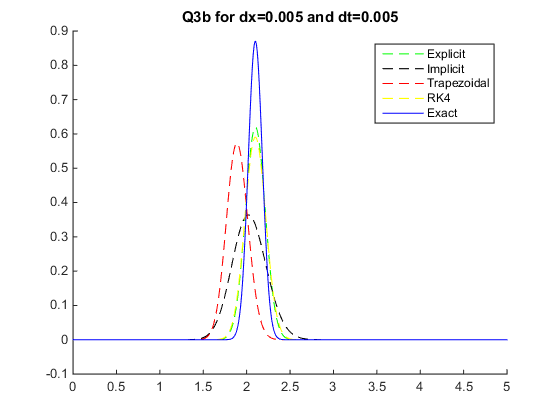 Q3b for dx=0.005 and dt=0.005
0.9
0.8
0.7
0.6
0.5
0.4
0.3
0.2
0.1
0
-0.1
Explicit
Implicit
Trapezoidal
RK4
Exact
0 0.5 1 1.5 2 2.5 3 3.5 4 4.5 5